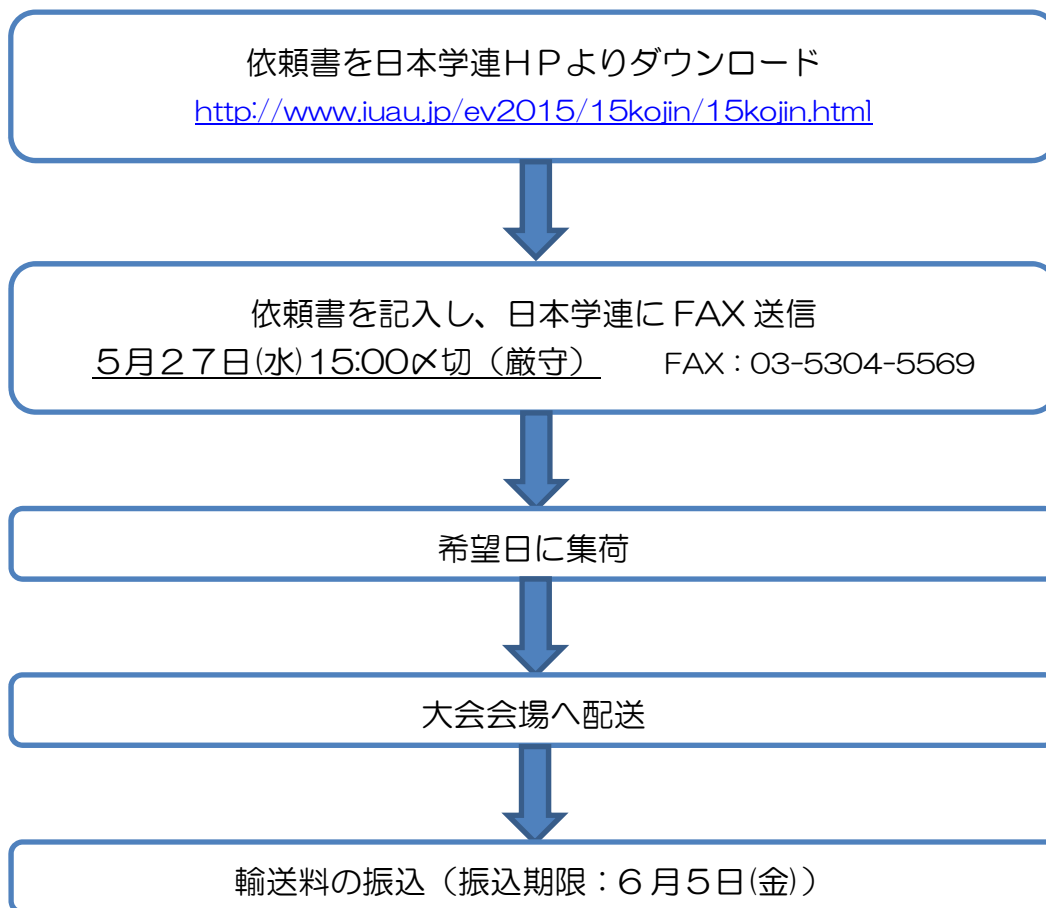 依頼書を日本学連ＨＰよりダウンロード
http://www.iuau.jp/ev2015/15kojin/15kojin.html
依頼書を記入し、日本学連に FAX 送信
５月２７日(水)15:00〆切（厳守）　　FAX：03-5304-5569
希望日に集荷
大会会場へ配送
輸送料の振込（振込期限：６月５日(金)）